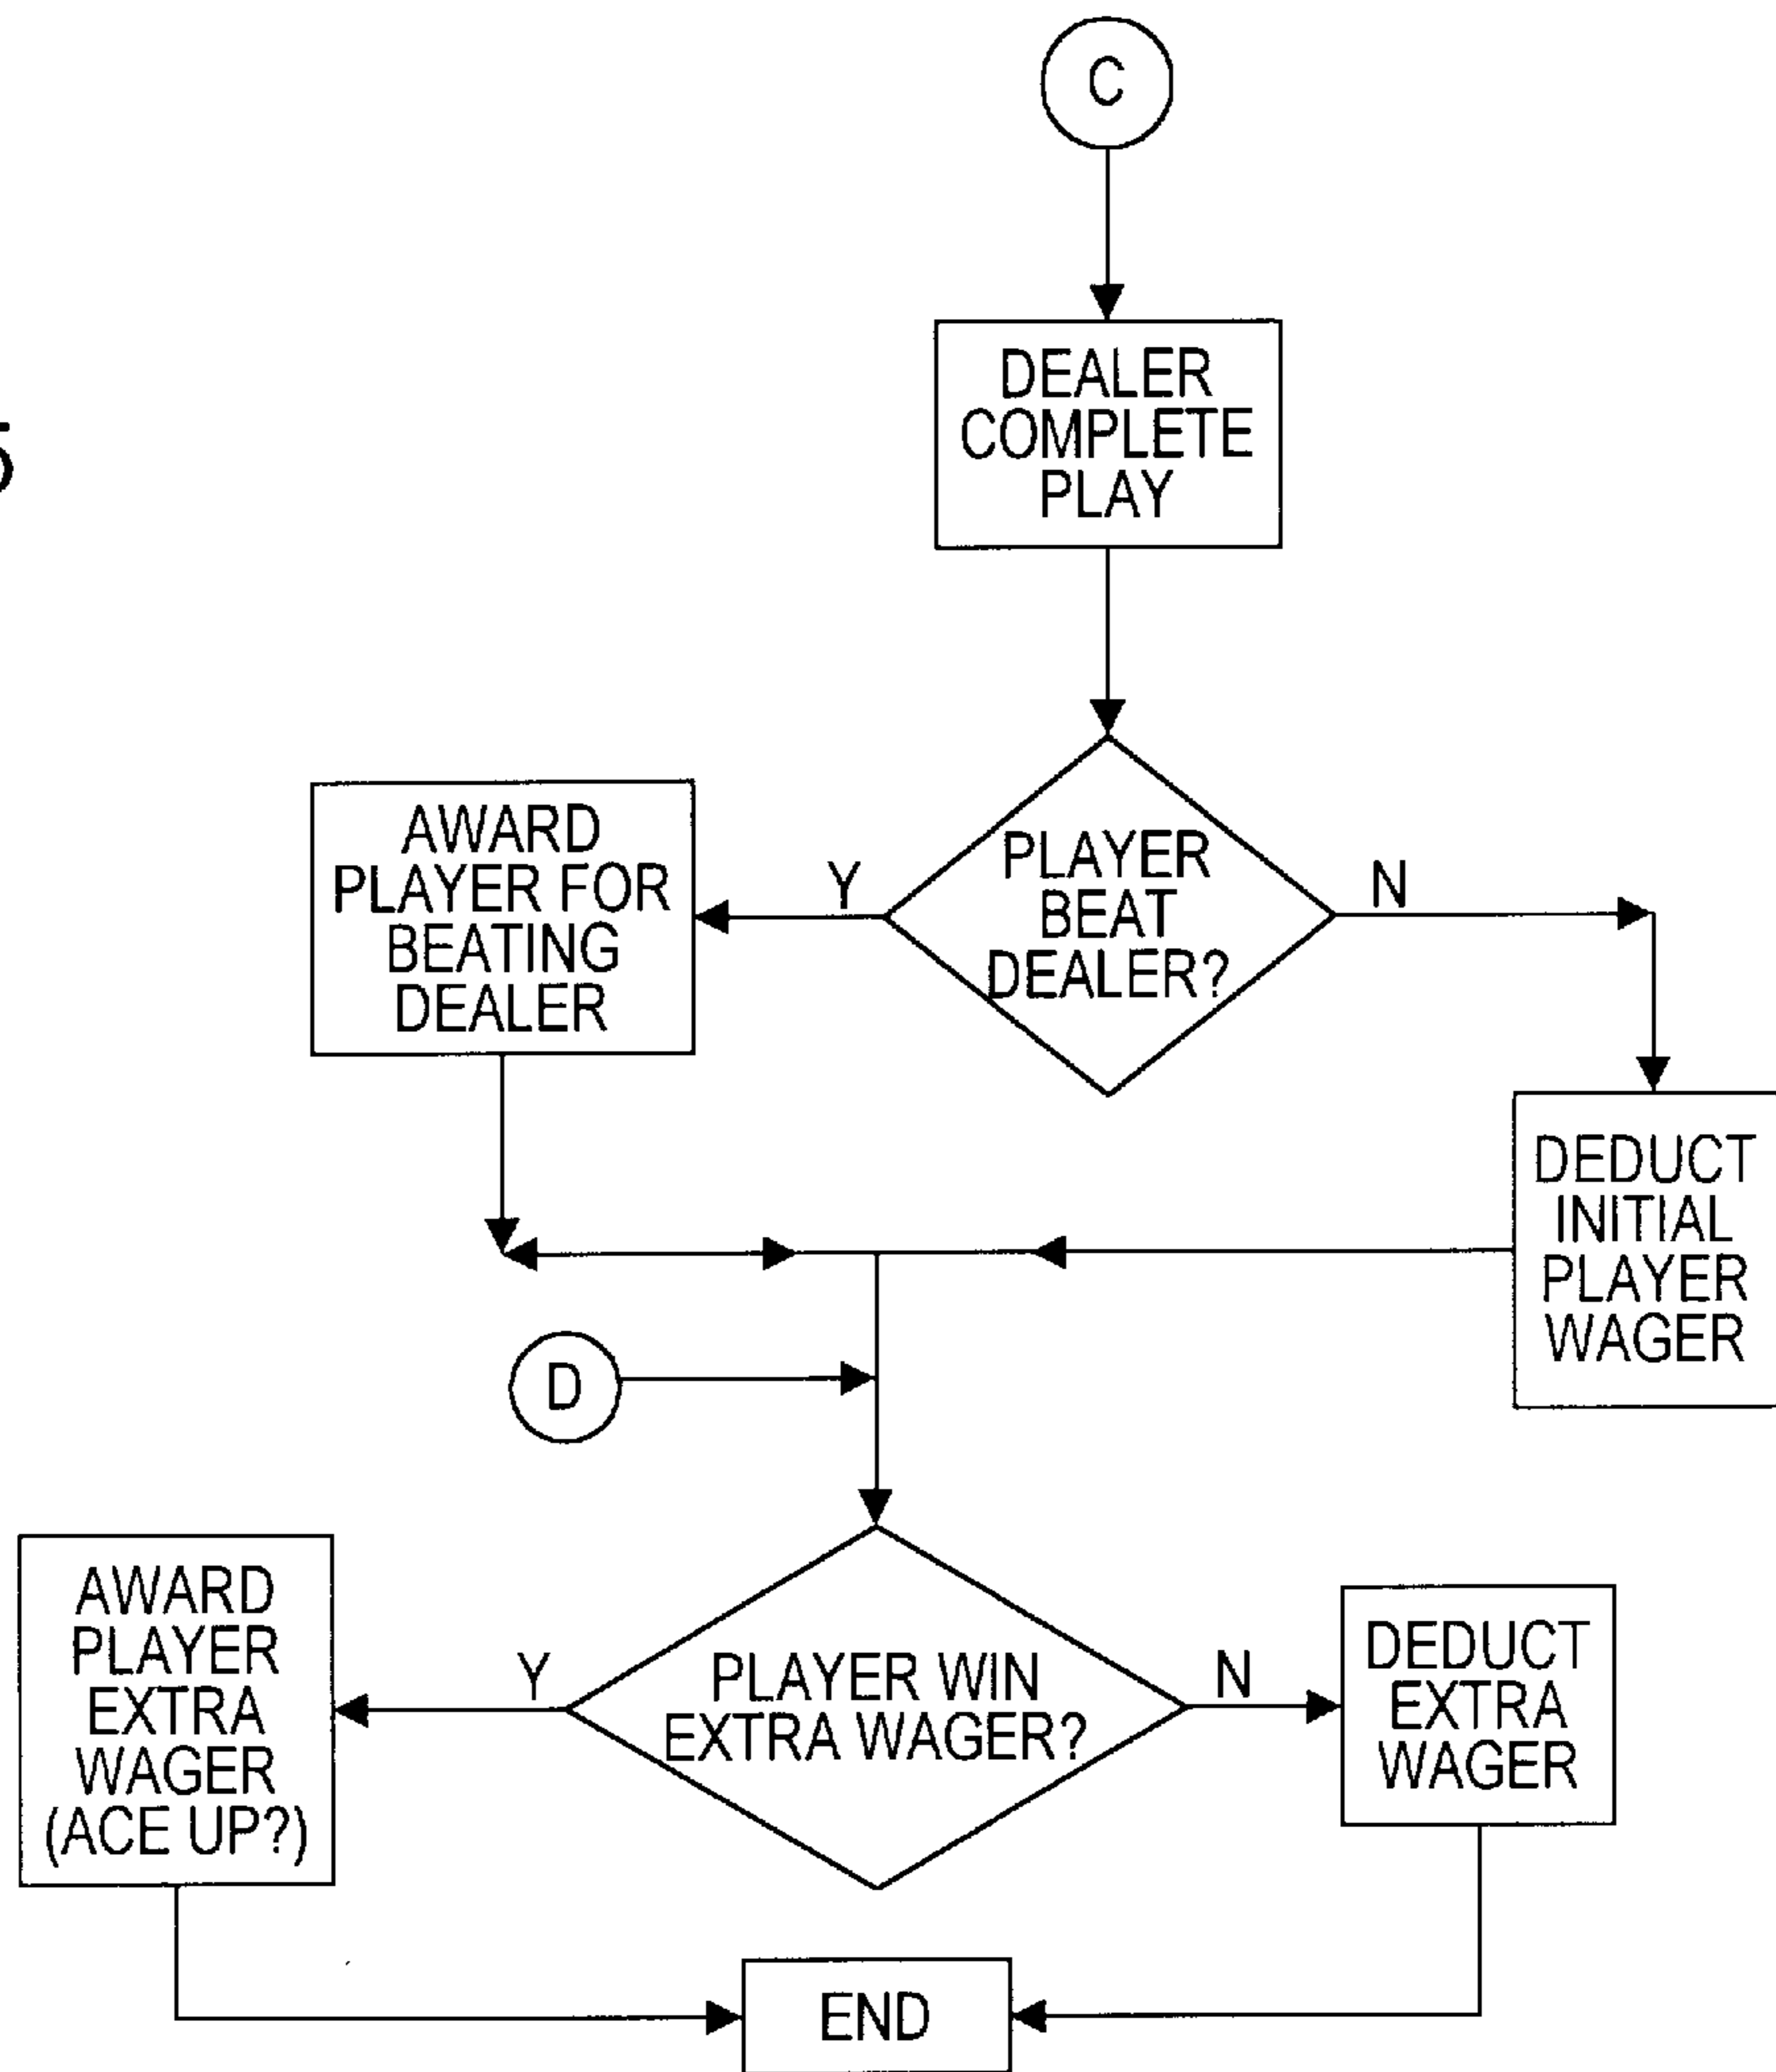 C
DEALER
COMPLETE
PLAY
5
AWARD
PLAYER FOR
BEATING
DEALER
Y
PLAYER
BEAT
DEALER?
N
DEDUCT
INITIAL
PLAYER
WAGER
D
AWARD
PLAYER
EXTRA
WAGER
(ACE UP?)
Y
PLAYER WIN
EXTRA WAGER?
N
DEDUCT
EXTRA
WAGER
END